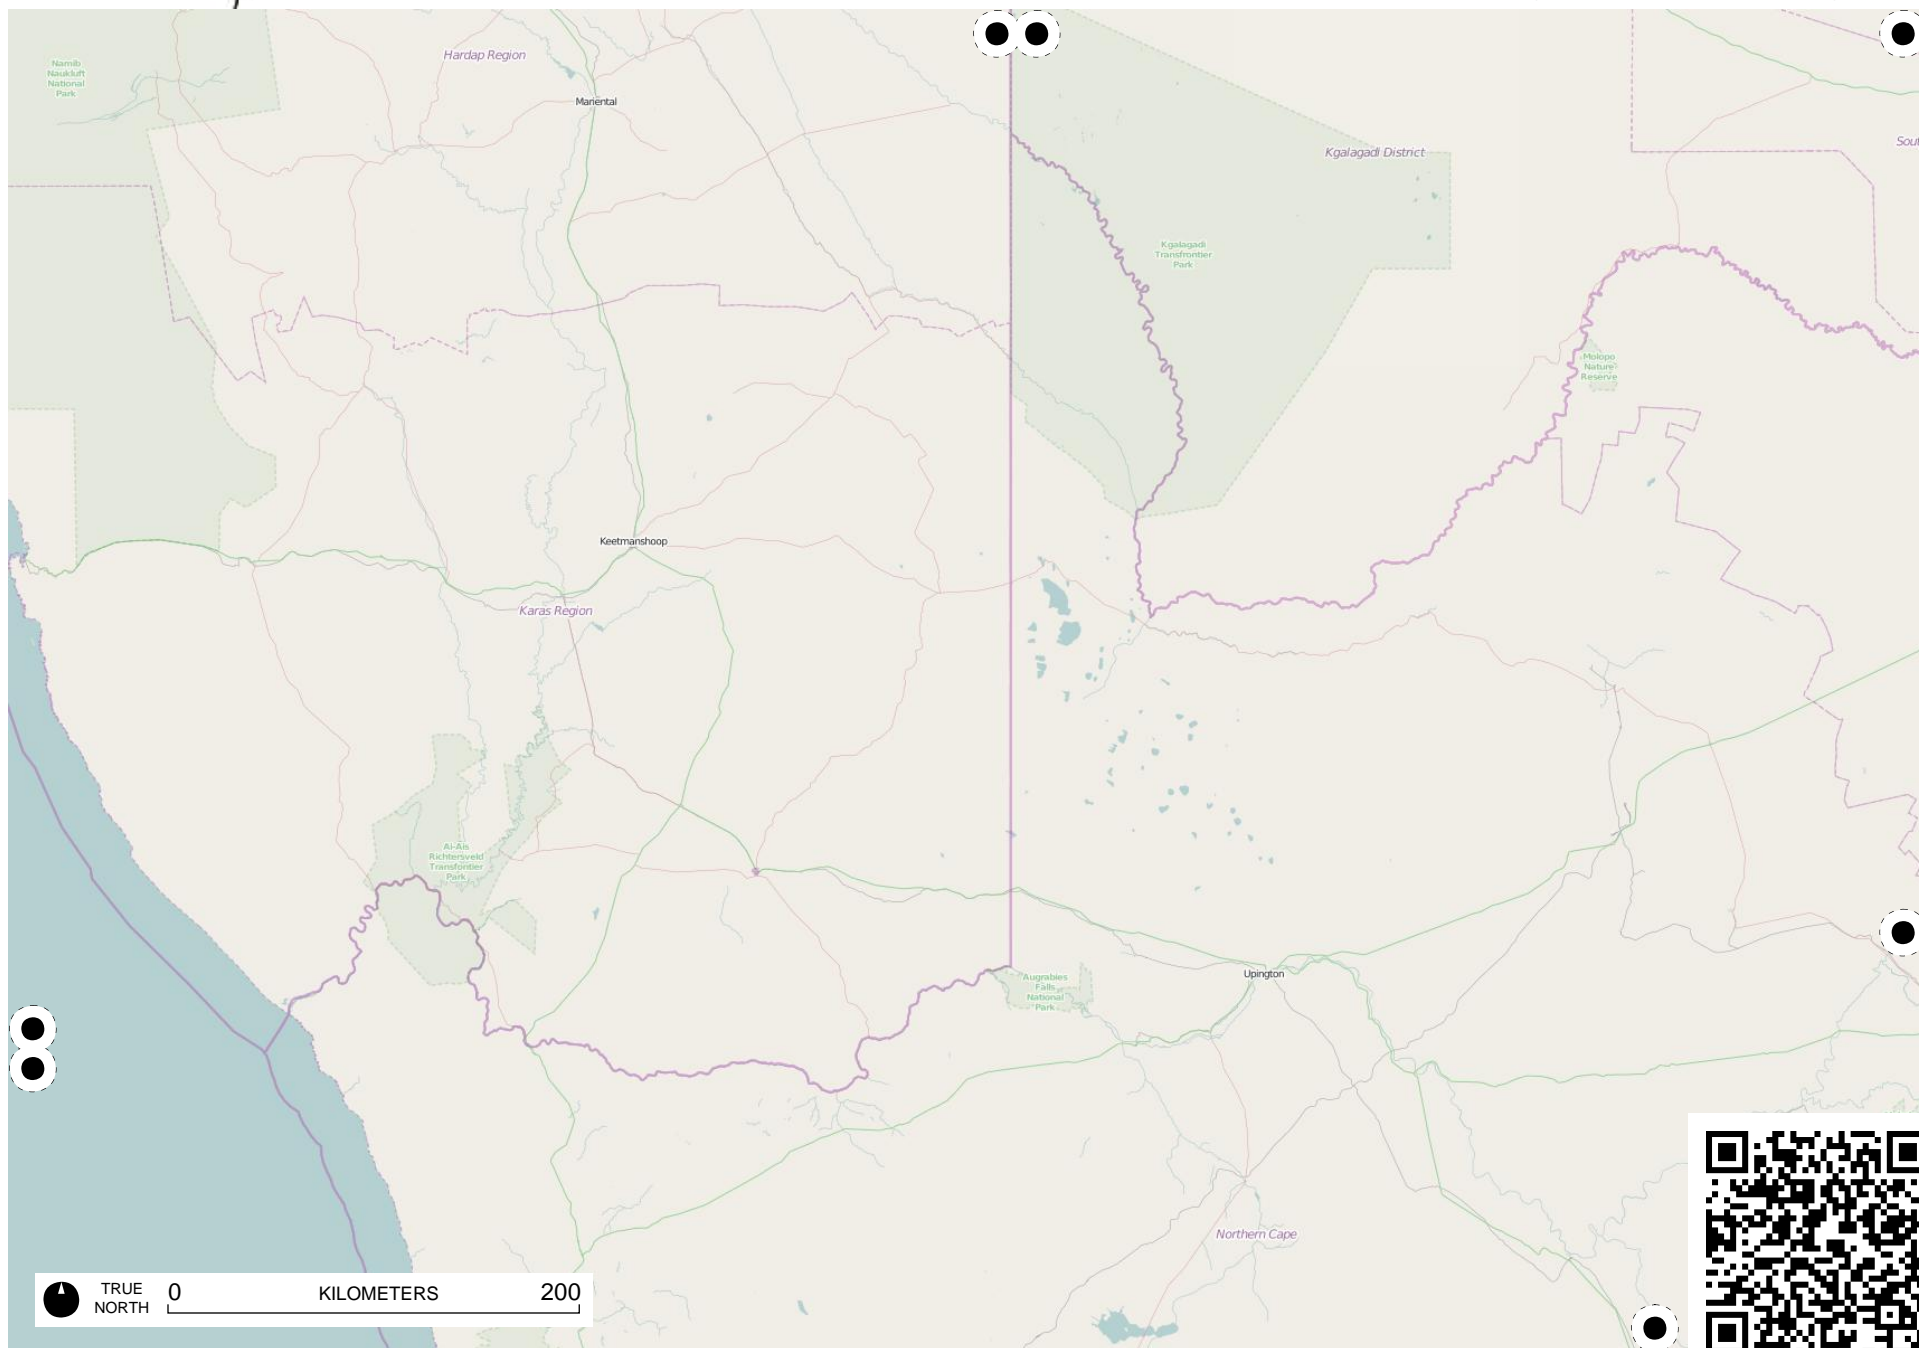 Hardap Region
Namib
Naukluft
National
Park
Mariental
Kgalagadi District
Kgalagadi
Transfrontier
Park
Molopo
Nature
Reserve
Keetmanshoop
Karas Region
Ai-Ais
Richtersveld
Transfontier
Park
Upington
Augrabies
Falls
National
Park
Northern Cape
TRUE
NORTH
0 KILOMETERS 200